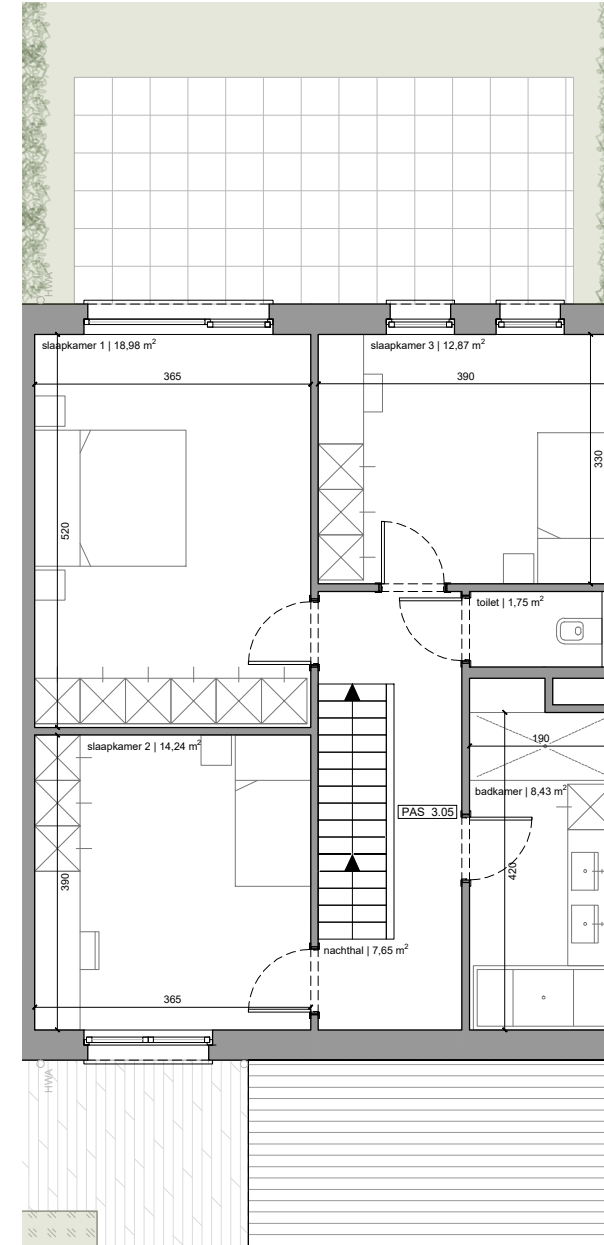 HWA
slaapkamer 1 | 18,98 m²
slaapkamer 3 | 12,87 m²
365
390
330
520
toilet | 1,75 m²
slaapkamer 2 | 14,24 m²
190
badkamer | 8,43 m²
PAS 3.05
420
390
nachthal | 7,65 m²
365
HWA